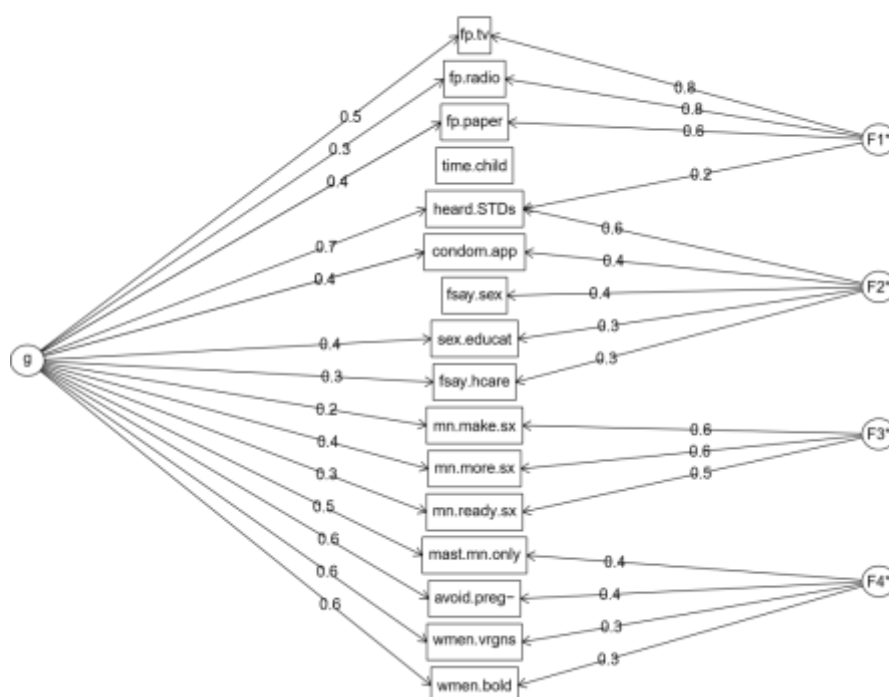 fp.tv
fp.radio
fp.paper
time.child
heard.STDs
condom.app
fsay.sex
sex.educat
fsay.hcare
mn.make.sx
mn.more.sx
mn.ready.sx
mast.mn.only
avoid.preg~
wmen.vrgns
wmen.bold
g
0.5
0.3
0.4
0.7
0.4
0.4
0.3
0.2
0.4
0.3
0.5
0.6
0.6
0.6
0.8
0.8
0.6
0.2
0.6
0.4
0.4
0.3
0.3
0.6
0.6
0.5
0.4
0.4
0.3
0.3
F1*
F2*
F3*
F4*